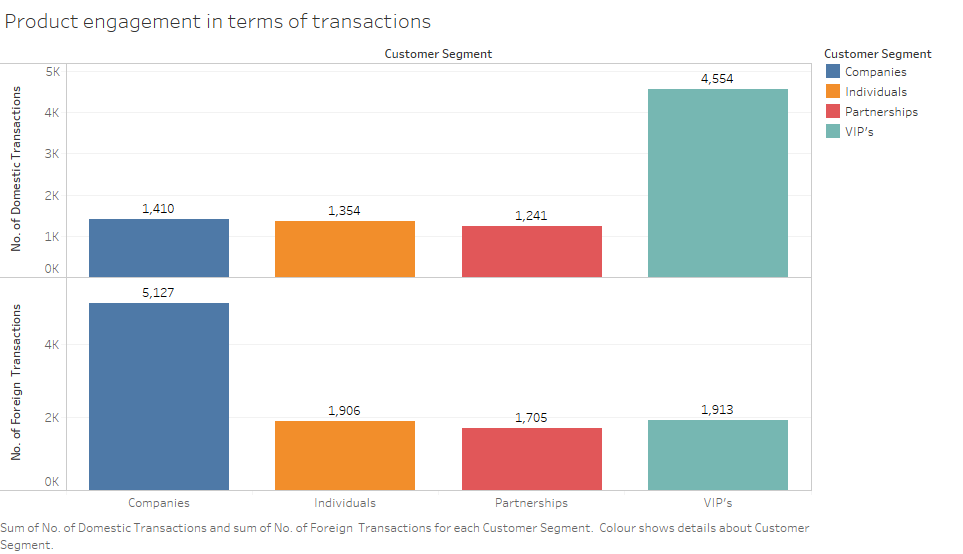 Product engagement in terms of transactions
Customer Segment
Customer Segment
Companies
Individuals
Partnerships
VIP's
No. of Domestic Transactions
5K
4K
3K
2K
1K
0K
1,410
1,354
1,241
4,554
No. of Foreign Transactions
4K
2K
0K
5,127
1,906
1,705
1,913
Companies
Individuals
Partnerships
VIP's
Sum of No. of Domestic Transactions and sum of No. of Foreign Transactions for each Customer Segment. Colour shows details about Customer
Segment.